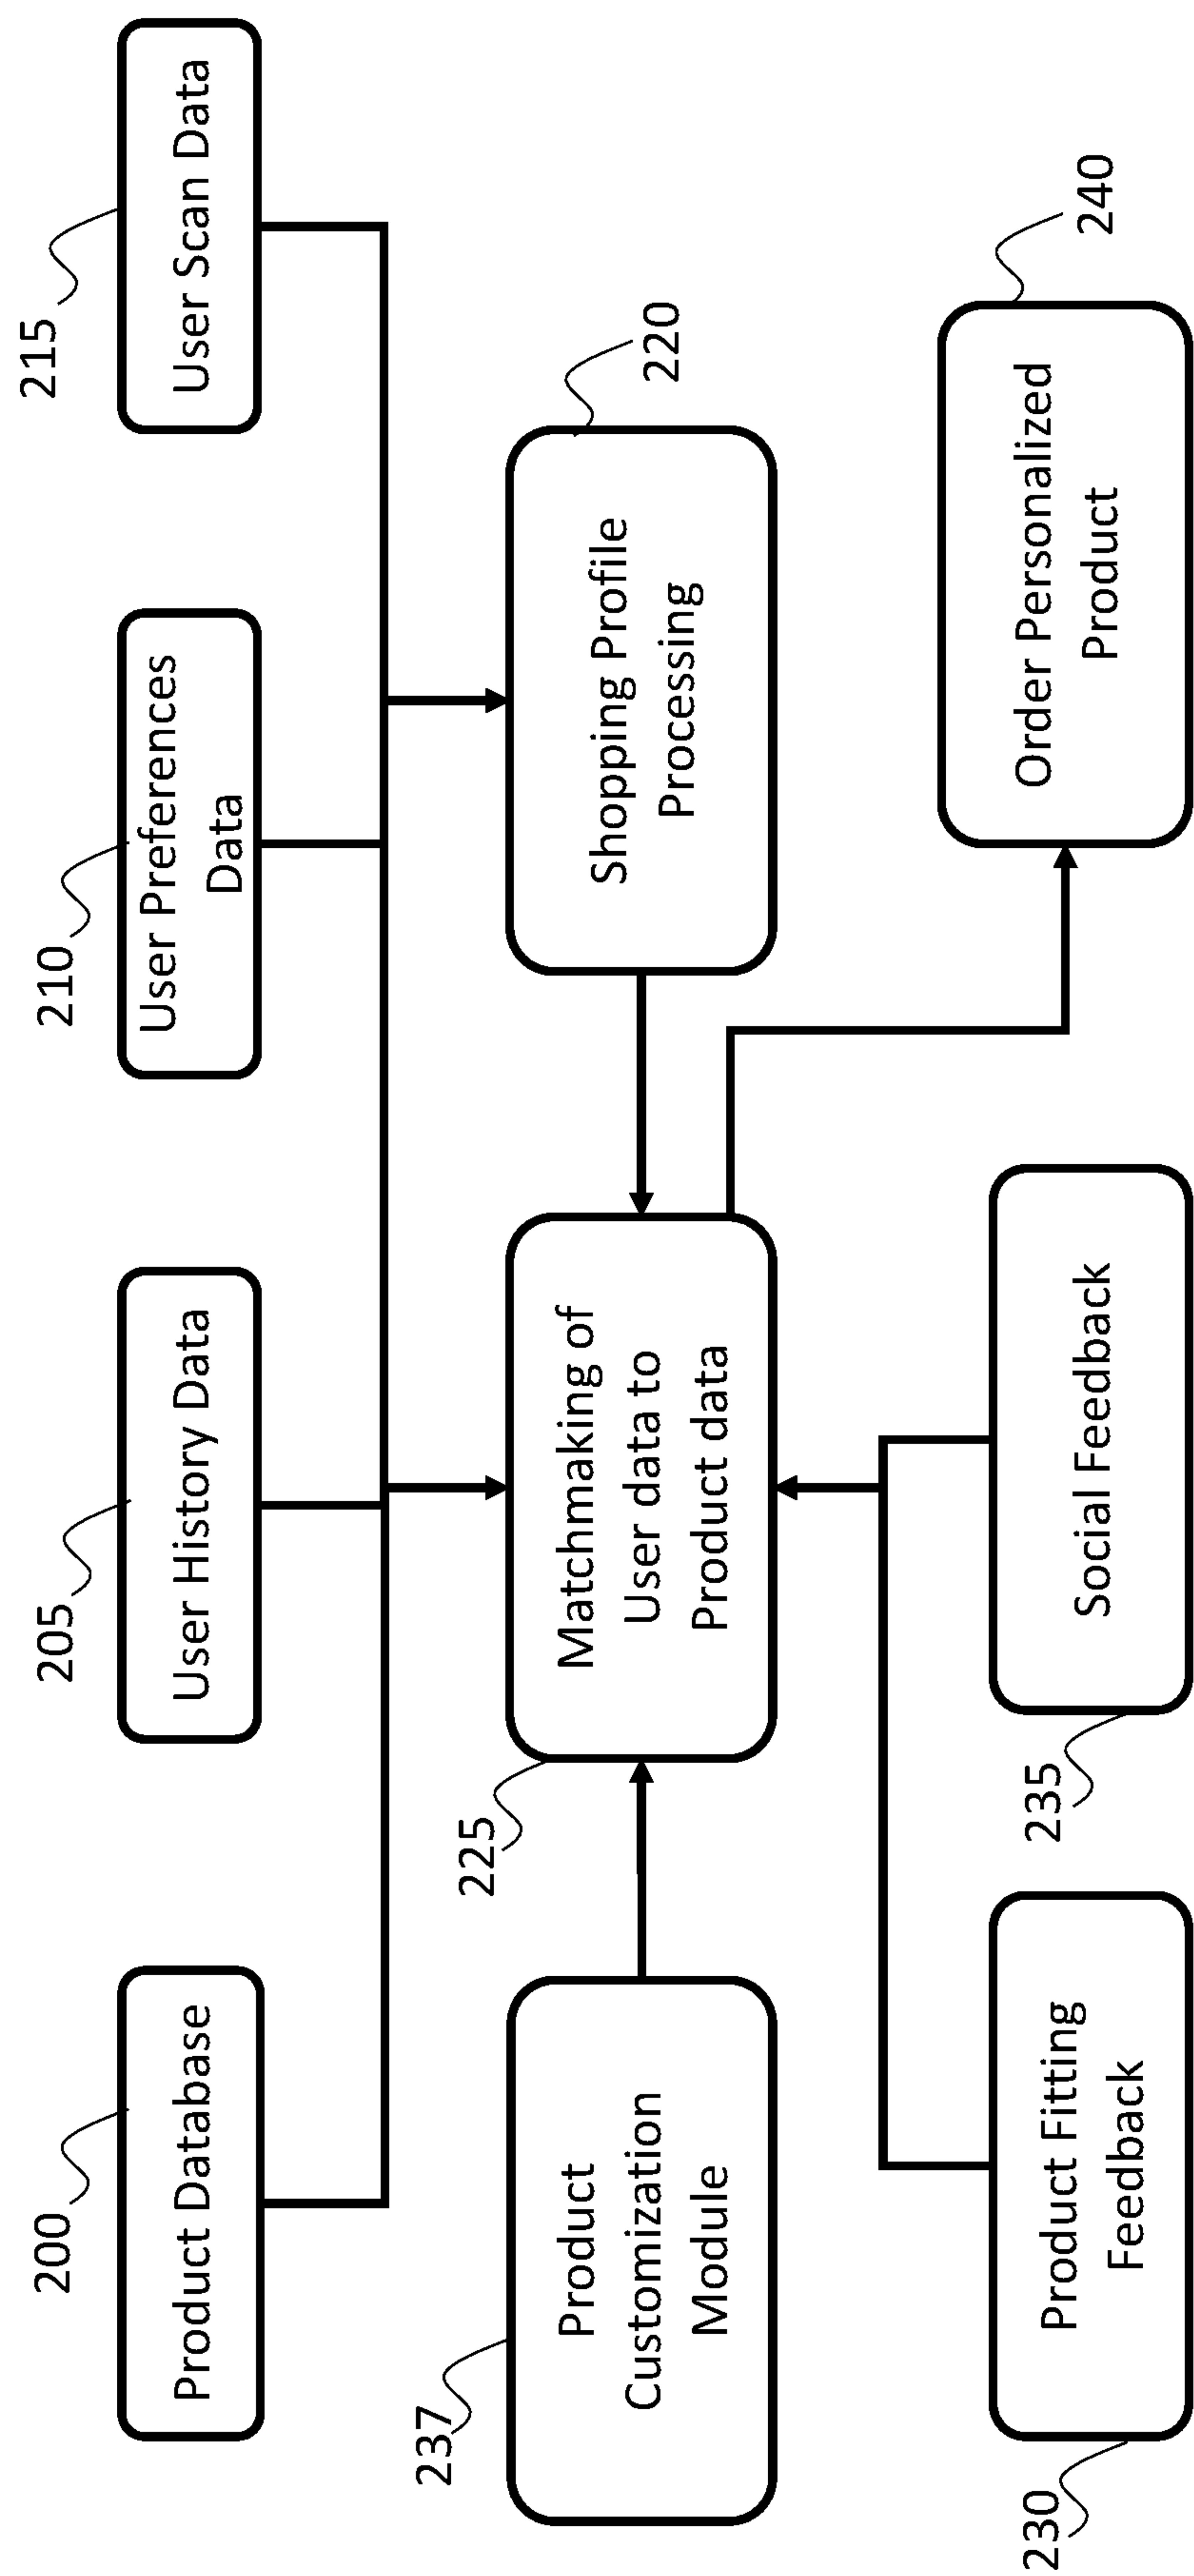 200
Product Database
205
User History Data
210
User Preferences
Data
215
User Scan Data
237
Product
Customization
Module
225
Matchmaking of
User data to
Product data
220
Shopping Profile
Processing
230
Product Fitting
Feedback
235
Social Feedback
240
Order Personalized
Product